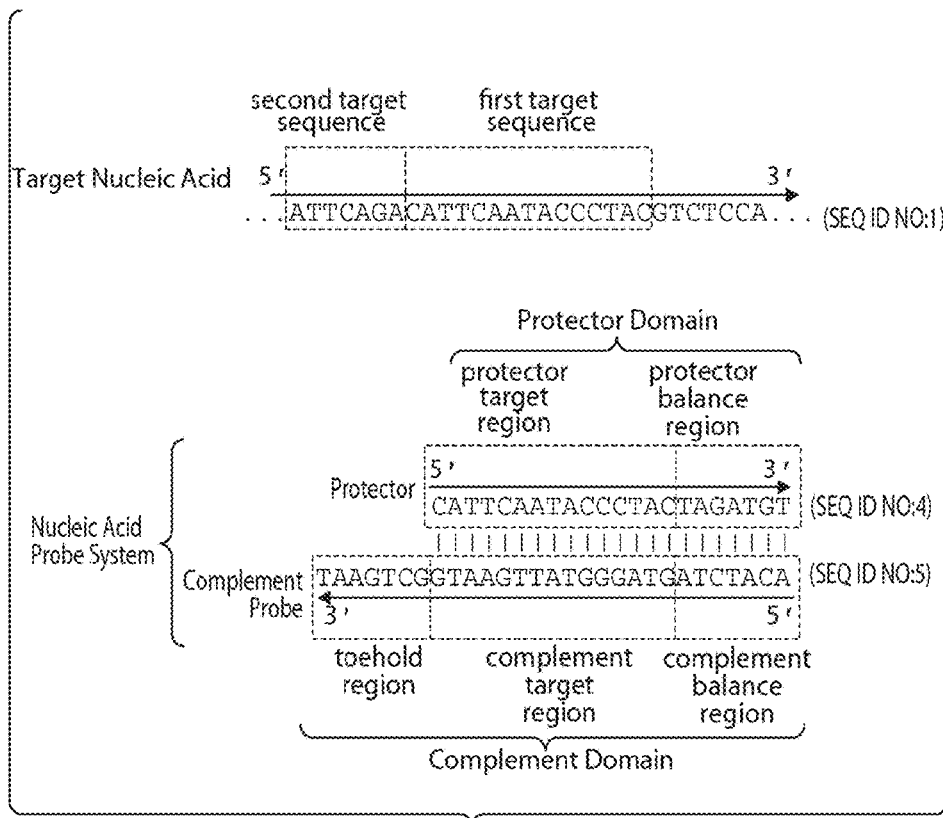 second target sequence
first target sequence
Target Nucleic Acid
5' 3'
...ATTCAGACATTCAATACCCTACGTCTCCA... (SEQ ID NO:1)
Protector Domain
protector target region
protector balance region
5' 3'
Protector
CATTCAATACCCTACTAGATGT (SEQ ID NO:4)
Nucleic Acid Probe System
Complement Probe
TAAGTCGGTAAGTTATGGGATGATCTACA (SEQ ID NO:5)
3' 5'
toehold region
complement target region
complement balance region
Complement Domain